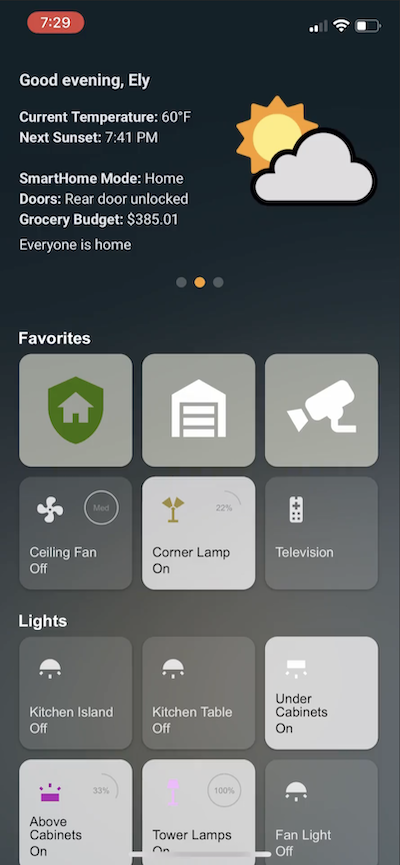 7:29
Good evening, Ely
Current Temperature: 60°F
Next Sunset: 7:41 PM
SmartHome Mode: Home
Doors: Rear door unlocked
Grocery Budget: $385.01
Everyone is home
Favorites
Med
Ceiling Fan
Off
22%
Corner Lamp
On
Television
Lights
Kitchen Island
Off
Kitchen Table
Off
Under
Cabinets
On
33%
Above
Cabinets
On
100%
Tower Lamps
On
Fan Light
Off